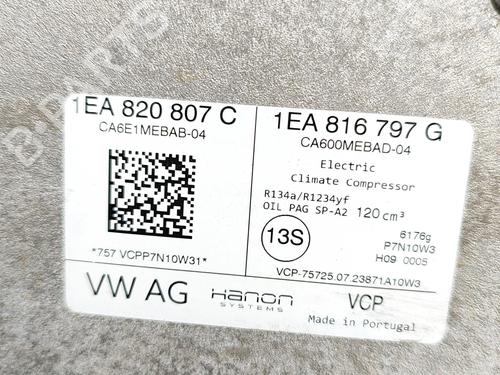 B-PARTS
1EA 820 807 C
CA6E1MEBAB-04
*757 VCPP7N10W31*
VW AG
Hanon
SYSTEMS
1EA 816 797 G
CA600MEBAD-04
Electric
Climate Compressor
R134a/R1234yf
OIL PAG SP-A2 120 cm³
13S
6176g
P7N10W3
H09 0005
VCP-75725.07.23871A10W3
VCP
Made in Portugal